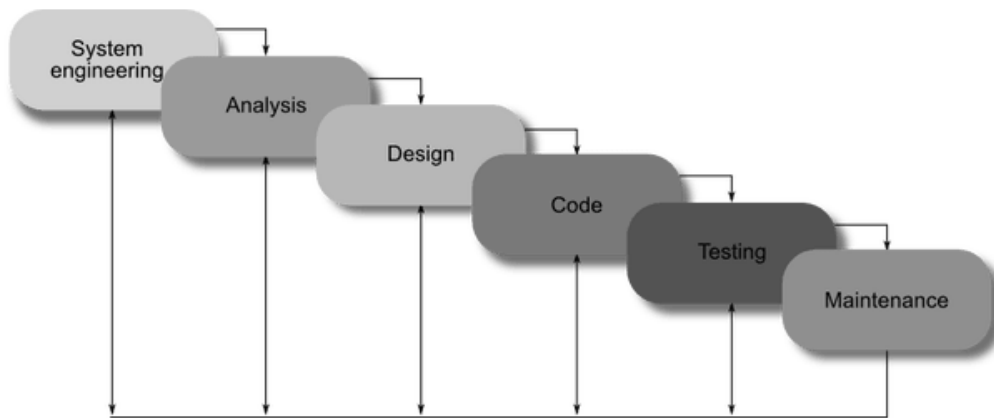 System
engineering
Analysis
Design
Code
Testing
Maintenance